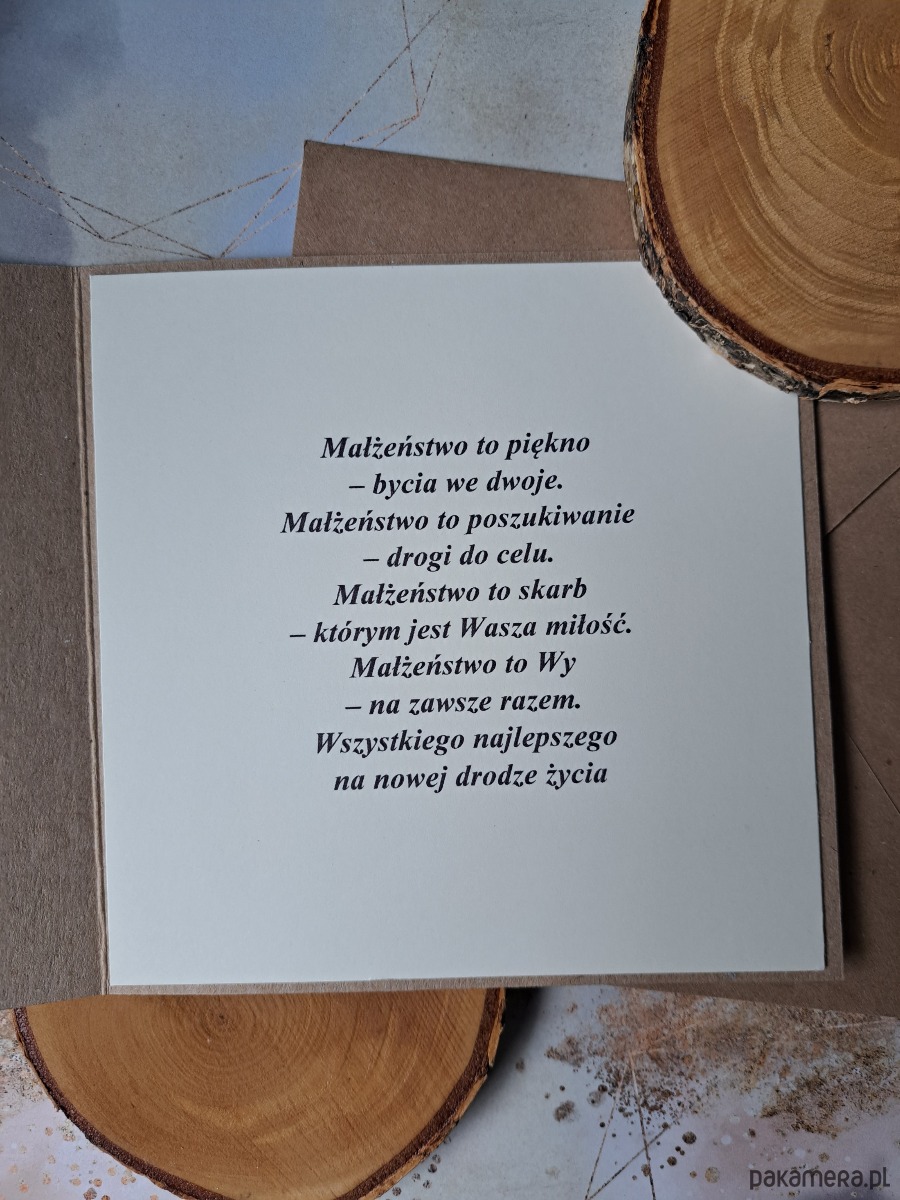 Małżeństwo to piękno
– bycia we dwoje.
Małżeństwo to poszukiwanie
– drogi do celu.
Małżeństwo to skarb
– którym jest Wasza miłość.
Małżeństwo to Wy
– na zawsze razem.
Wszystkiego najlepszego
na nowej drodze życia
pakamera.pl